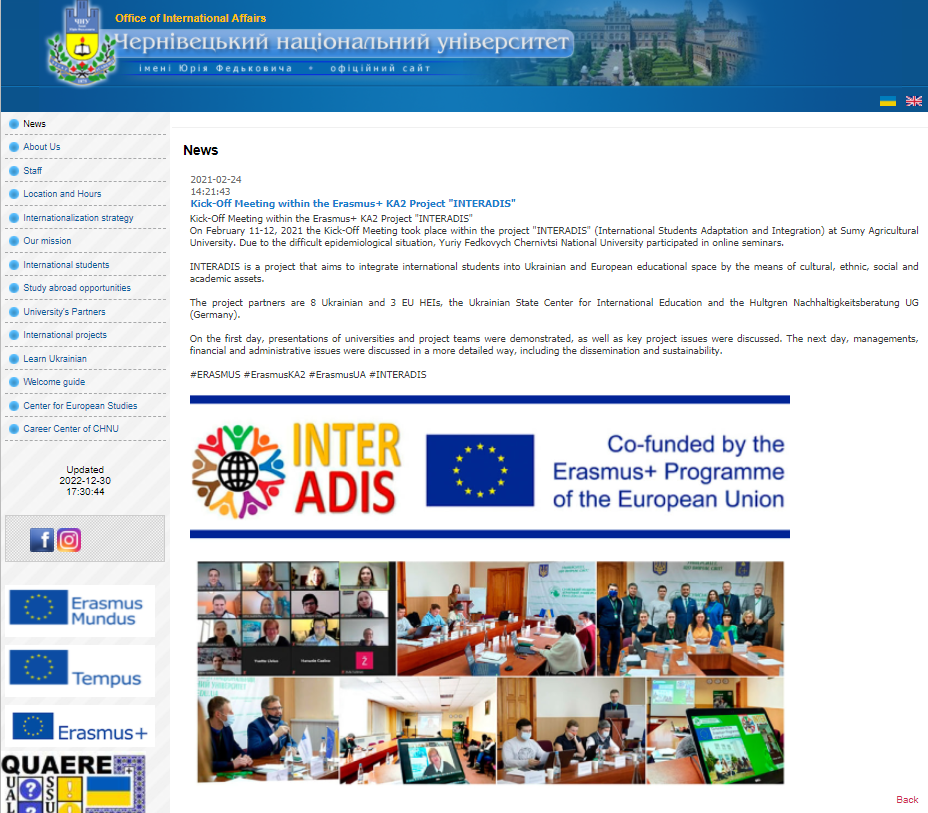 Office of International Affairs
Чернівецький національний університет
імені Юрія Федьковича • офіційний сайт
News
About Us
Staff
Location and Hours
Internationalization strategy
Our mission
International students
Study abroad opportunities
University's Partners
International projects
Learn Ukrainian
Welcome guide
Center for European Studies
Career Center of CHNU
Updated
2022-12-30
17:30:44
Erasmus
Mundus
Tempus
Erasmus+
QUAERE
News
2021-02-24
14:21:43
Kick-Off Meeting within the Erasmus+ KA2 Project "INTERADIS"
Kick-Off Meeting within the Erasmus+ KA2 Project "INTERADIS"
On February 11-12, 2021 the Kick-Off Meeting took place within the project "INTERADIS" (International Students Adaptation and Integration) at Sumy Agricultural
University. Due to the difficult epidemiological situation, Yuriy Fedkovych Chernivtsi National University participated in online seminars.
INTERADIS is a project that aims to integrate international students into Ukrainian and European educational space by the means of cultural, ethnic, social and
academic assets.
The project partners are 8 Ukrainian and 3 EU HEIs, the Ukrainian State Center for International Education and the Hultgren Nachhaltigkeitsberatung UG
(Germany).
On the first day, presentations of universities and project teams were demonstrated, as well as key project issues were discussed. The next day, managements,
financial and administrative issues were discussed in a more detailed way, including the dissemination and sustainability.
#ERASMUS #ErasmusKA2 #ErasmusUA #INTERADIS
INTER
ADIS
Co-funded by the
Erasmus+ Programme
of the European Union
Back